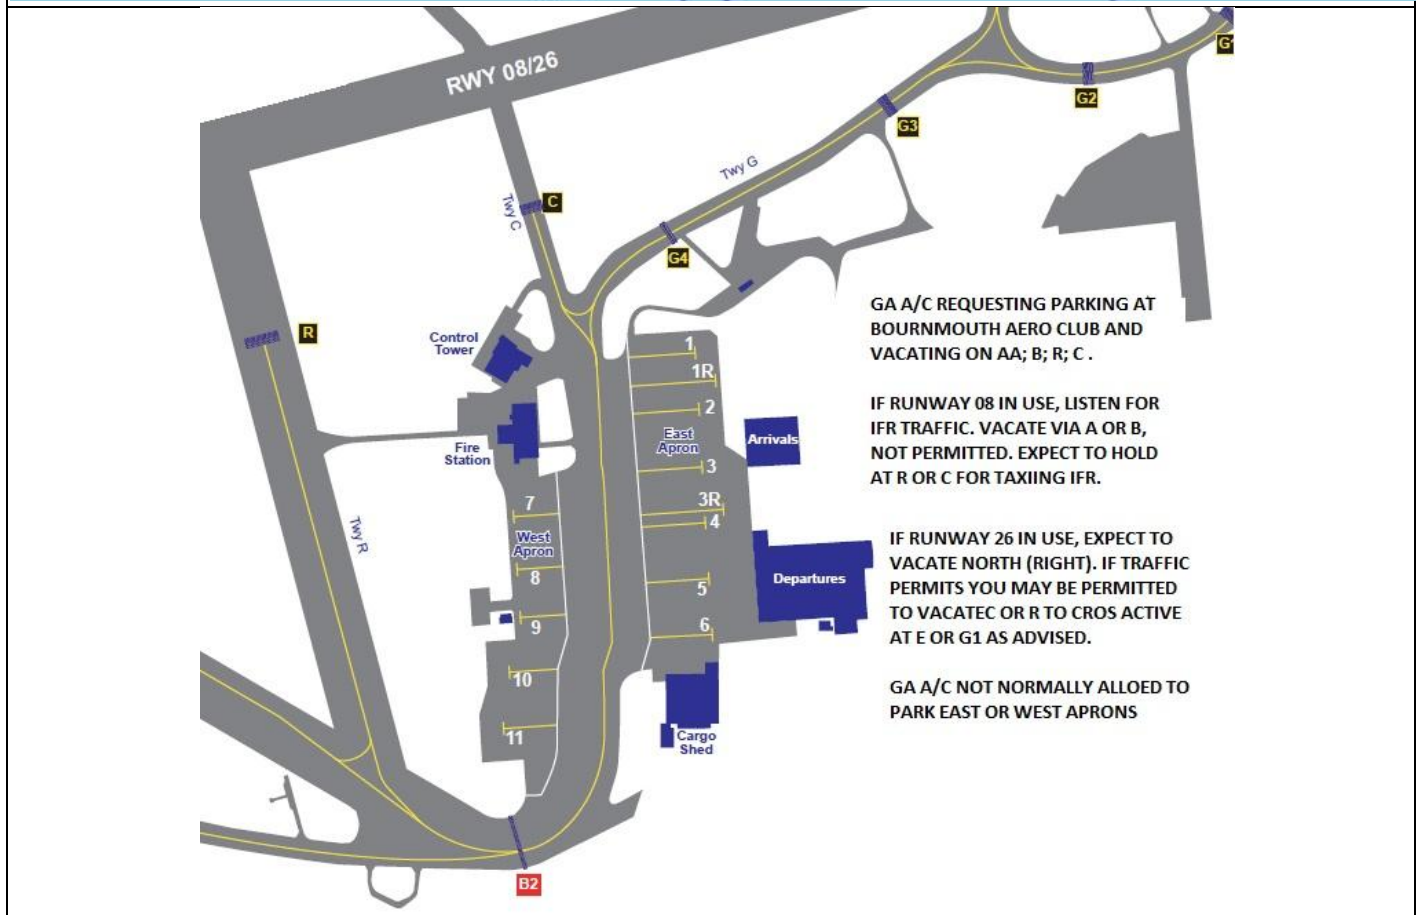 RWY 08/26
G1
G2
G3
Twy G
C
Twy C
G4
R
Control
Tower
1
1R
2
East
Apron
Arrivals
3
3R
4
Fire
Station
7
West
Apron
8
9
10
11
5
6
Departures
Twy R
Cargo
Shed
B2
GA A/C REQUESTING PARKING AT
BOURNMOUTH AERO CLUB AND
VACATING ON AA; B; R; C .
IF RUNWAY 08 IN USE, LISTEN FOR
IFR TRAFFIC. VACATE VIA A OR B,
NOT PERMITTED. EXPECT TO HOLD
AT R OR C FOR TAXIING IFR.
IF RUNWAY 26 IN USE, EXPECT TO
VACATE NORTH (RIGHT). IF TRAFFIC
PERMITS YOU MAY BE PERMITTED
TO VACATEC OR R TO CROS ACTIVE
AT E OR G1 AS ADVISED.
GA A/C NOT NORMALLY ALLOED TO
PARK EAST OR WEST APRONS